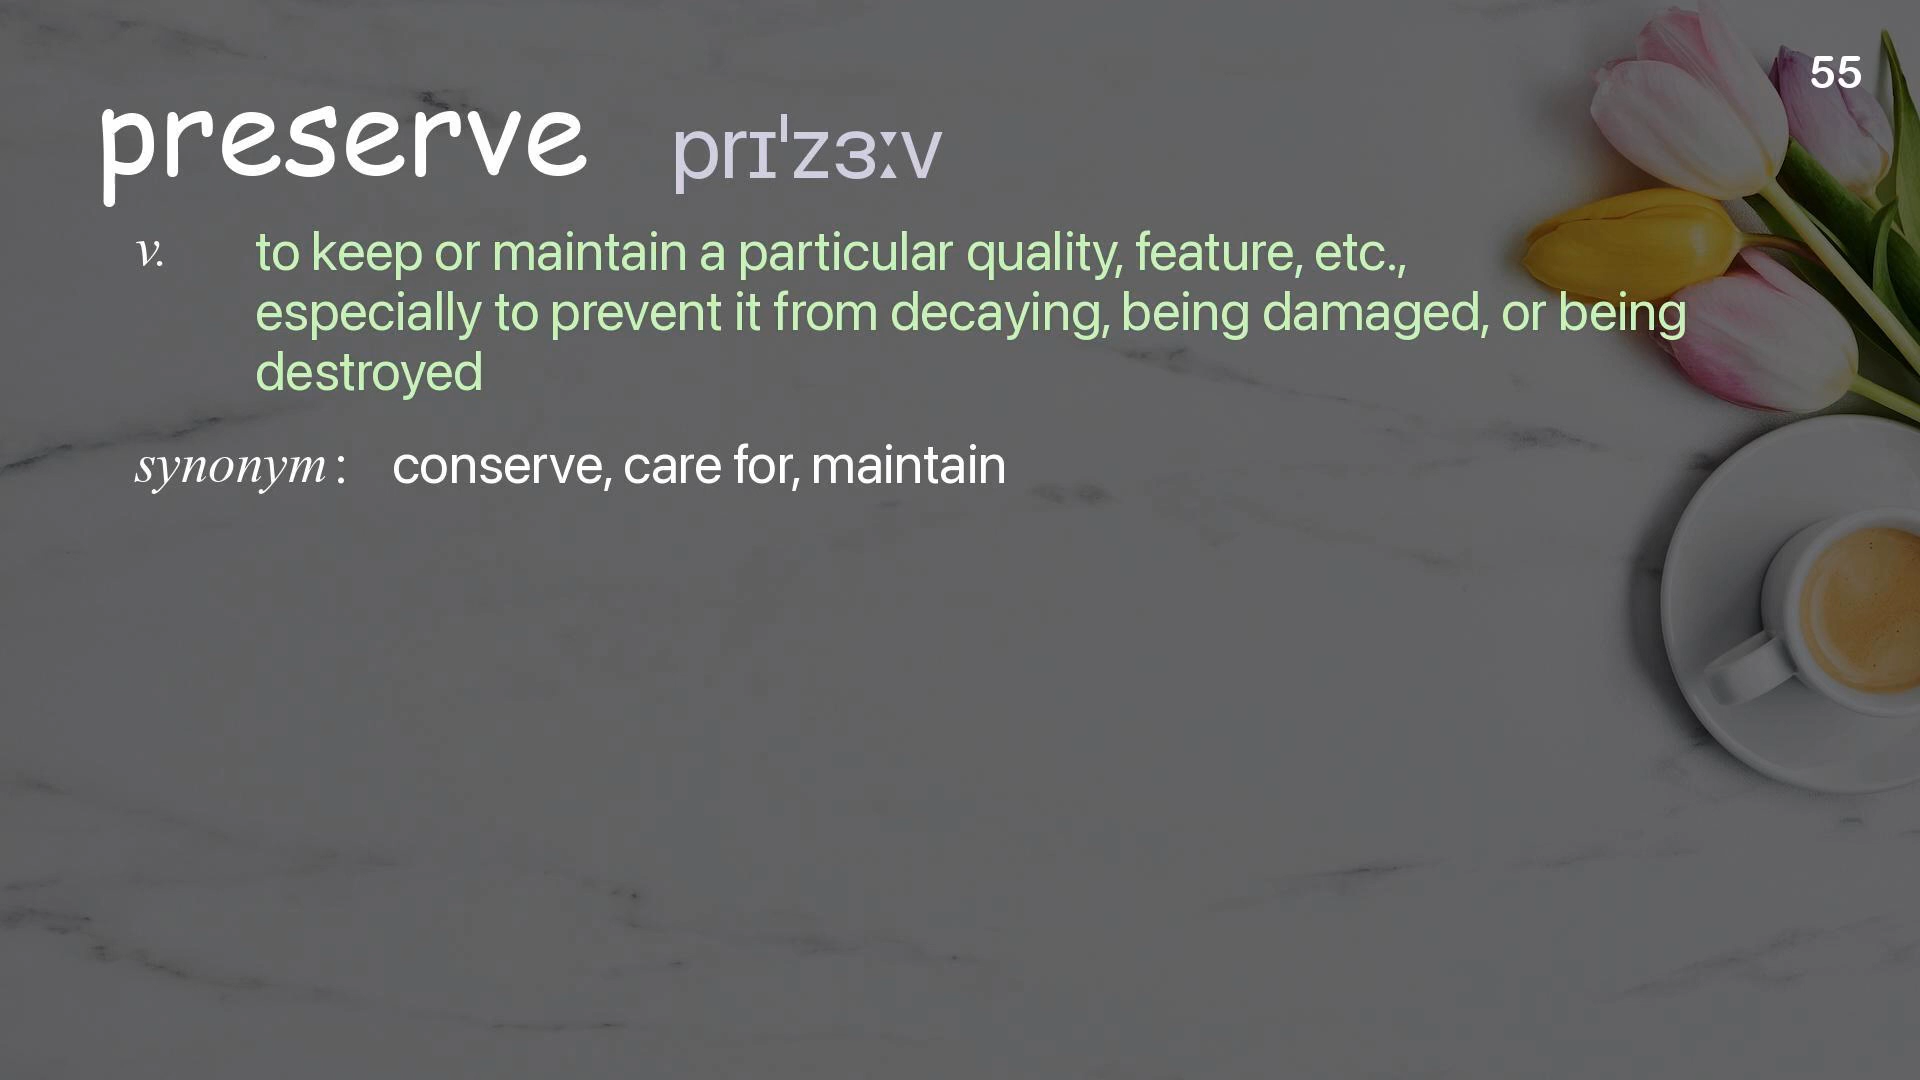 55
preserve prɪˈzɜːv
v. to keep or maintain a particular quality, feature, etc.,
especially to prevent it from decaying, being damaged, or being
destroyed
synonym : conserve, care for, maintain